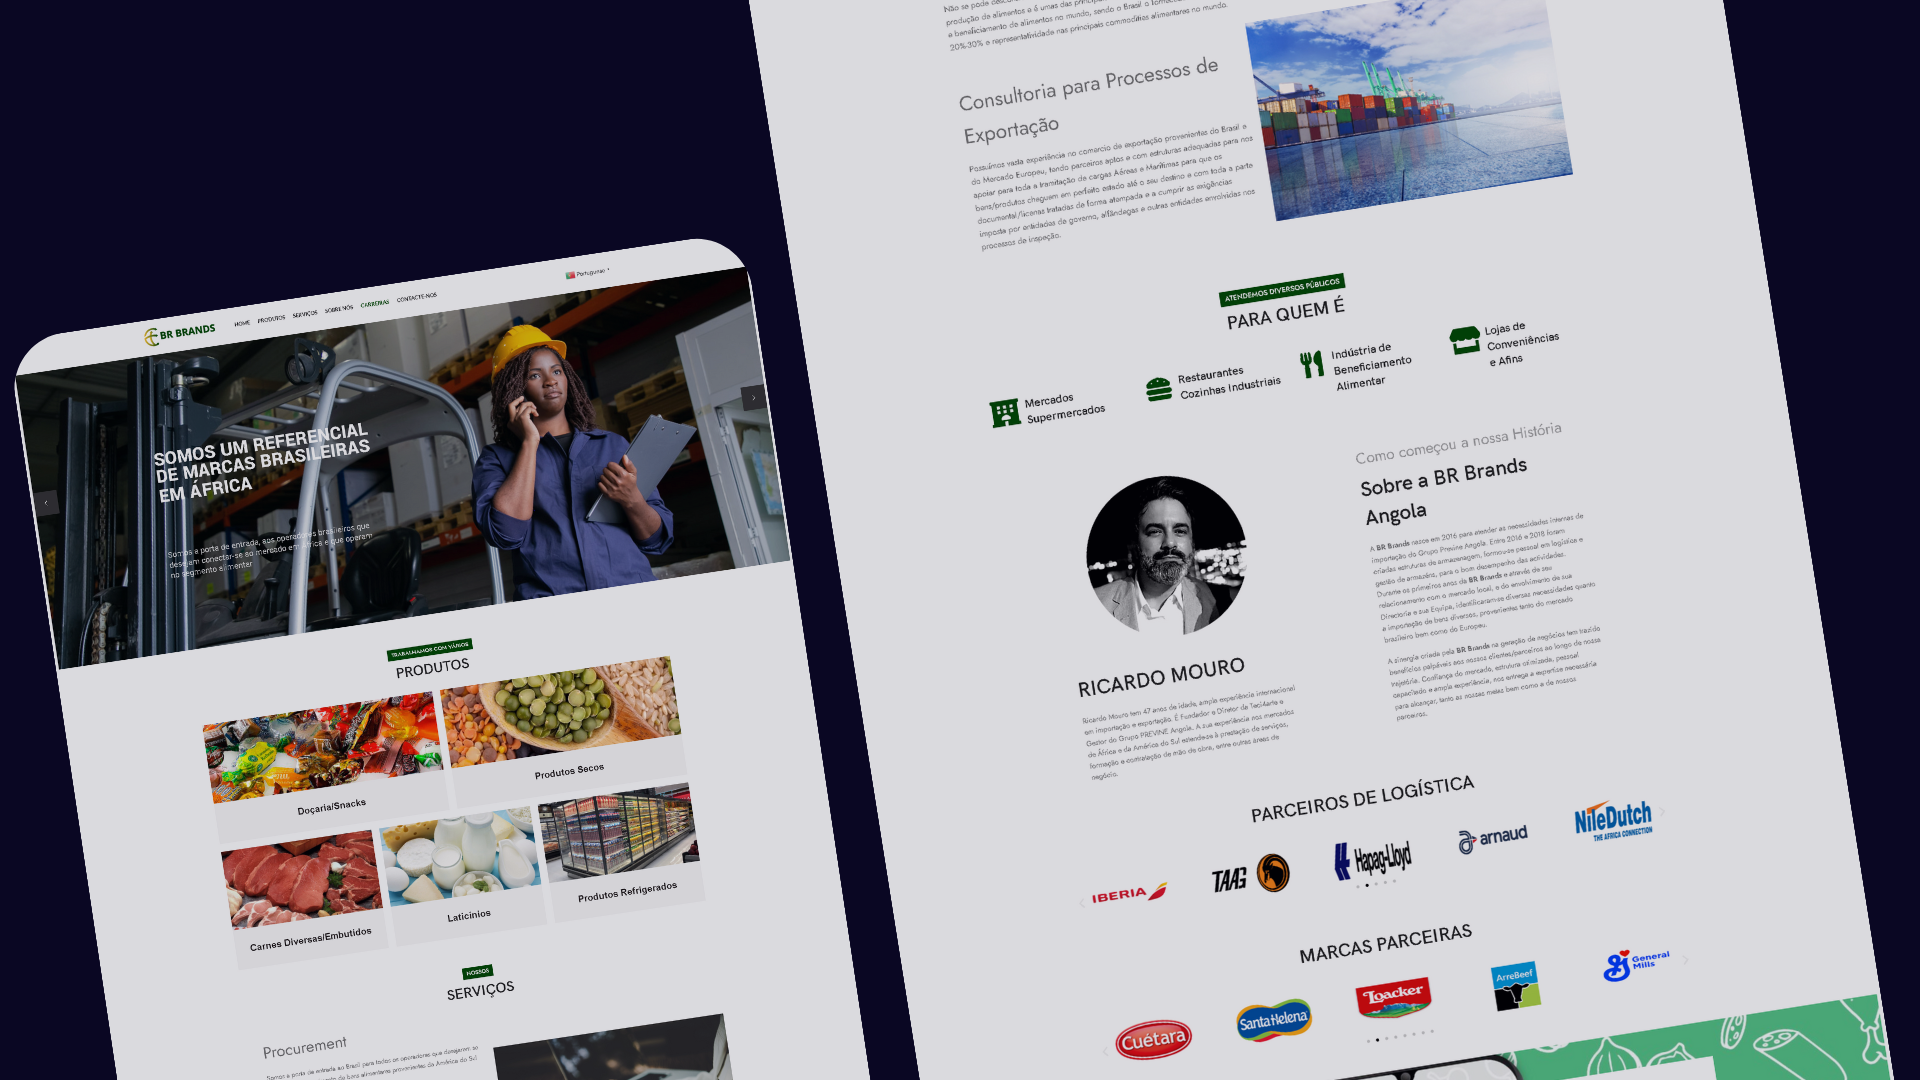 BR BRANDS
HOME
PRODUTOS
SERVIÇOS
SOBRE NÓS
CARREIRAS
CONTACTE-NOS
Portuguese
SOMOS UM REFERENCIAL
DE MARCAS BRASILEIRAS
EM ÁFRICA
Somos a porta de entrada, aos operadores brasileiros que
desejam conectar-se ao mercado em África e que operam
no segmento alimentar
TRABALHAMOS COM VÁRIOS
PRODUTOS
Doçaria/Snacks
Produtos Secos
Carnes Diversas/Embutidos
Laticinios
Produtos Refrigerados
NOSSOS
SERVIÇOS
Procurement
Somos a porta de entrada ao Brasil para todos os operadores que desejarem se
de bens alimentares provenientes da América do Sul
produção de alimentos e é umas das
e beneficiamento de alimentos no mundo, sendo o Brasil o
20%-30% e representatividade nas principais commodities alimentares no mundo.
Consultoria para Processos de
Exportação
Possuímos vasta experiência no comercio de exportação provenientes do Brasil e
do Mercado Europeu, tendo parceiros aptos e com estruturas adequadas para nos
apoiar para toda a tramitação de cargas Aéreas e Marítimas para que os
bens/produtos cheguem em perfeito estado até o seu destino e com toda a parte
documental/licenas tratadas de forma atempada e a cumprir as exigências
imposta por entidades de governo, alfândegas e outras entidades envolvidas nos
processos de inspeção.
ATENDEMOS DIVERSOS PÚBLICOS
PARA QUEM É
Mercados
Supermercados
Restaurantes
Cozinhas Industriais
Indústria de
Beneficiamento
Alimentar
Lojas de
Conveniências
e Afins
RICARDO MOURO
Ricardo Mouro tem 47 anos de idade, ampla experiência internacional
em importação e exportação. É Fundador e Diretor da Tec4arte e
Gestor do Grupo PREVINE Angola. A sua experiência nos mercados
de África e da América do Sul estende-se à prestação de serviços,
formação e contratação de mão de obra, entre outras áreas de
negócio.
Como começou a nossa História
Sobre a BR Brands
Angola
A BR Brands nasce em 2016 para atender as necessidades internas de
importação do Grupo Previne Angola. Entre 2016 e 2018 foram
criadas estruturas de armazenagem, formou-se pessoal em logística e
gestão de armazéns, para o bom desempenho das actividades.
Durante os primeiros anos da BR Brands e através de seu
relacionamento com o mercado local, e do envolvimento de sua
Directoria e sua Equipa, identificaram-se diversas necessidades quanto
a importação de bens diversos, provenientes tanto do mercado
brasileiro bem como do Europeu.
A sinergia criada pela BR Brands na geração de negócios tem trazido
benefícios palpáveis aos nossos clientes/parceiros ao longo de nossa
trajetória. Confiança do mercado, estrutura otimizada, pessoal
capacitado e ampla experiência, nos entrega a expertise necessária
para alcançar, tanto as nossas metas bem como a de nossos
parceiros.
PARCEIROS DE LOGÍSTICA
IBERIA
TAAG
Hapag-Lloyd
arnaud
NileDutch
THE AFRICA CONNECTION
MARCAS PARCEIRAS
Cuétara
Santa Helena
Loacker
ArreBeef
General
Mills